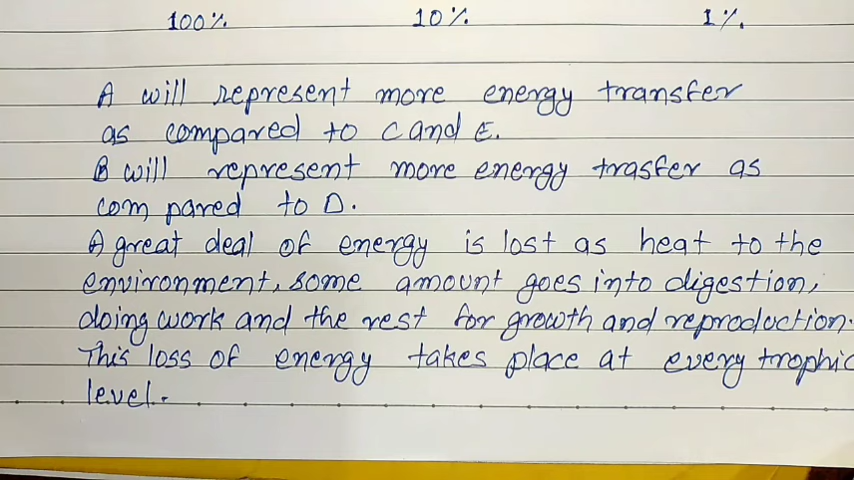 100% 10% 1%.
A will represent more energy transfer
as compared to C and E.
B will represent more energy trasfer as
com pared to D.
A great deal of energy is lost as heat to the
environment, some amount goes into digestion,
doing work and the rest for growth and reproduction.
This loss of energy takes place at every trophic
level.